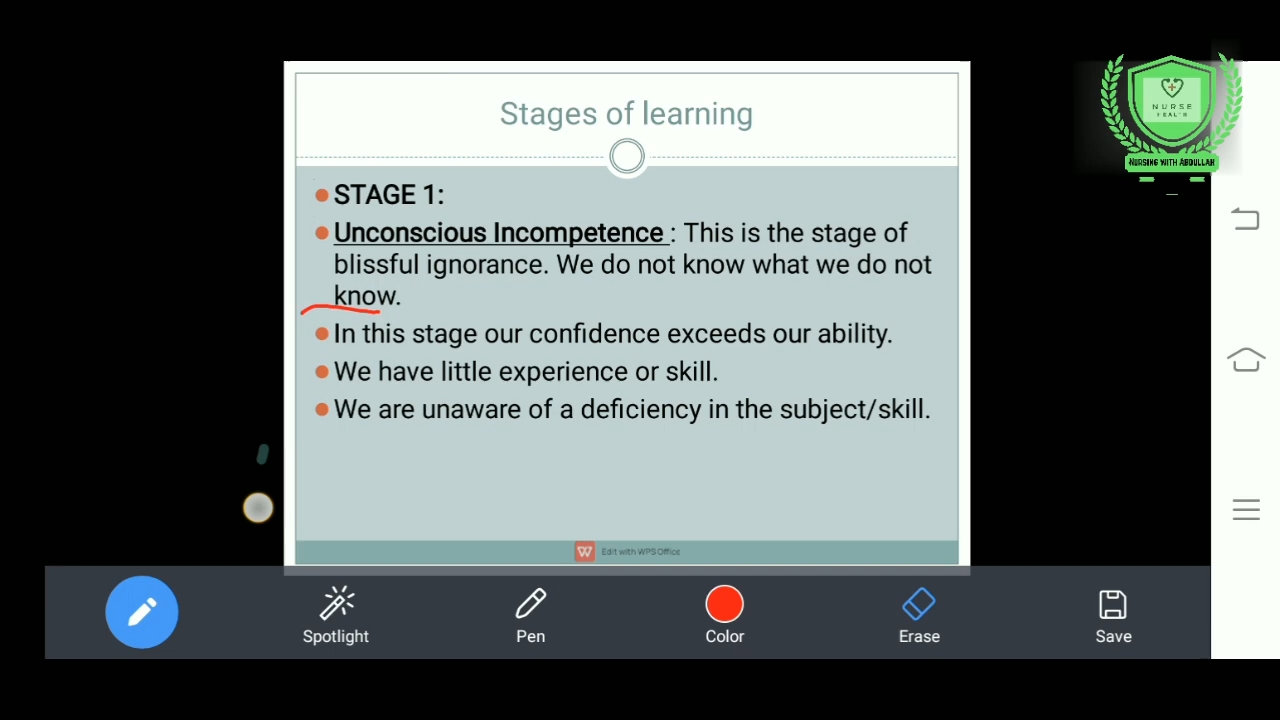 Stages of learning
STAGE 1:
Unconscious Incompetence : This is the stage of
blissful ignorance. We do not know what we do not
know.
In this stage our confidence exceeds our ability.
We have little experience or skill.
We are unaware of a deficiency in the subject/skill.
Edit with WPS Office
NURSE
HEALTH
NURSING WITH ABDULLAH
Spotlight
Pen
Color
Erase
Save